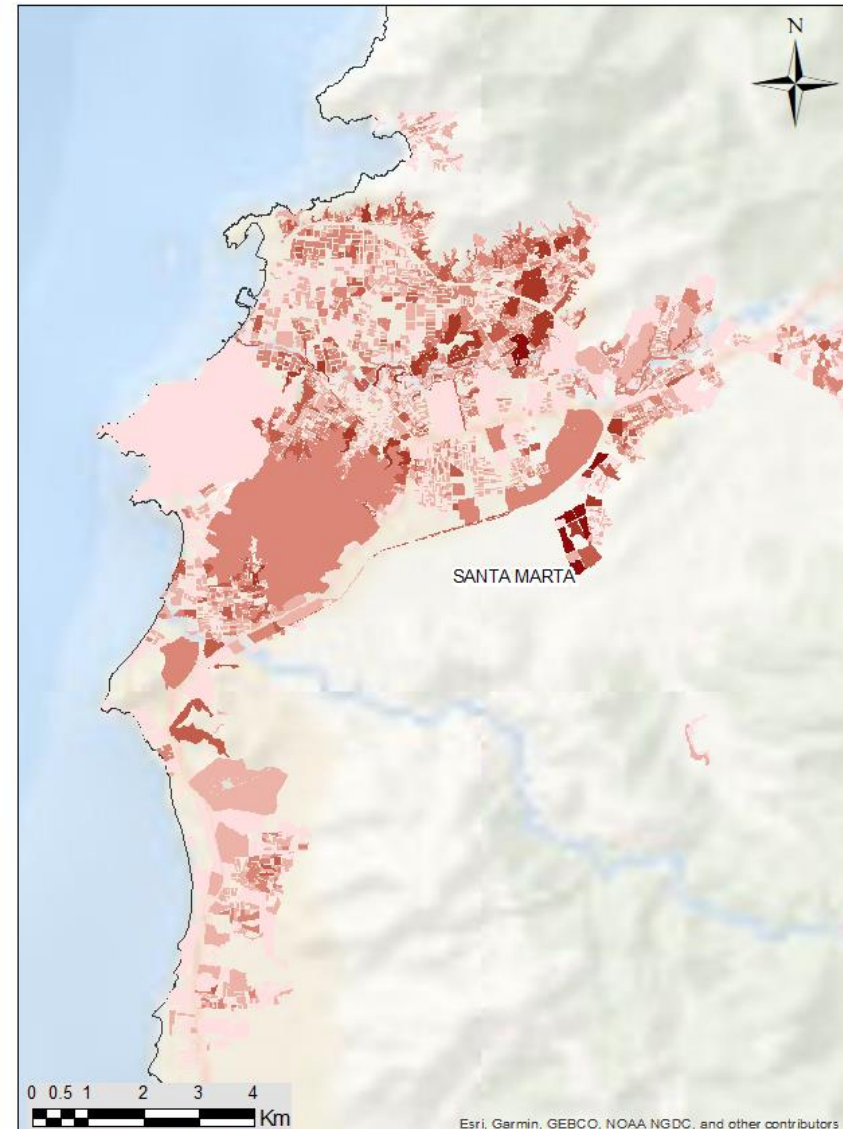 N
SANTA MARTA
0 0.5 1 2 3 4
Km
Esri, Garmin, GEBCO, NOAA NGDC, and other contributors